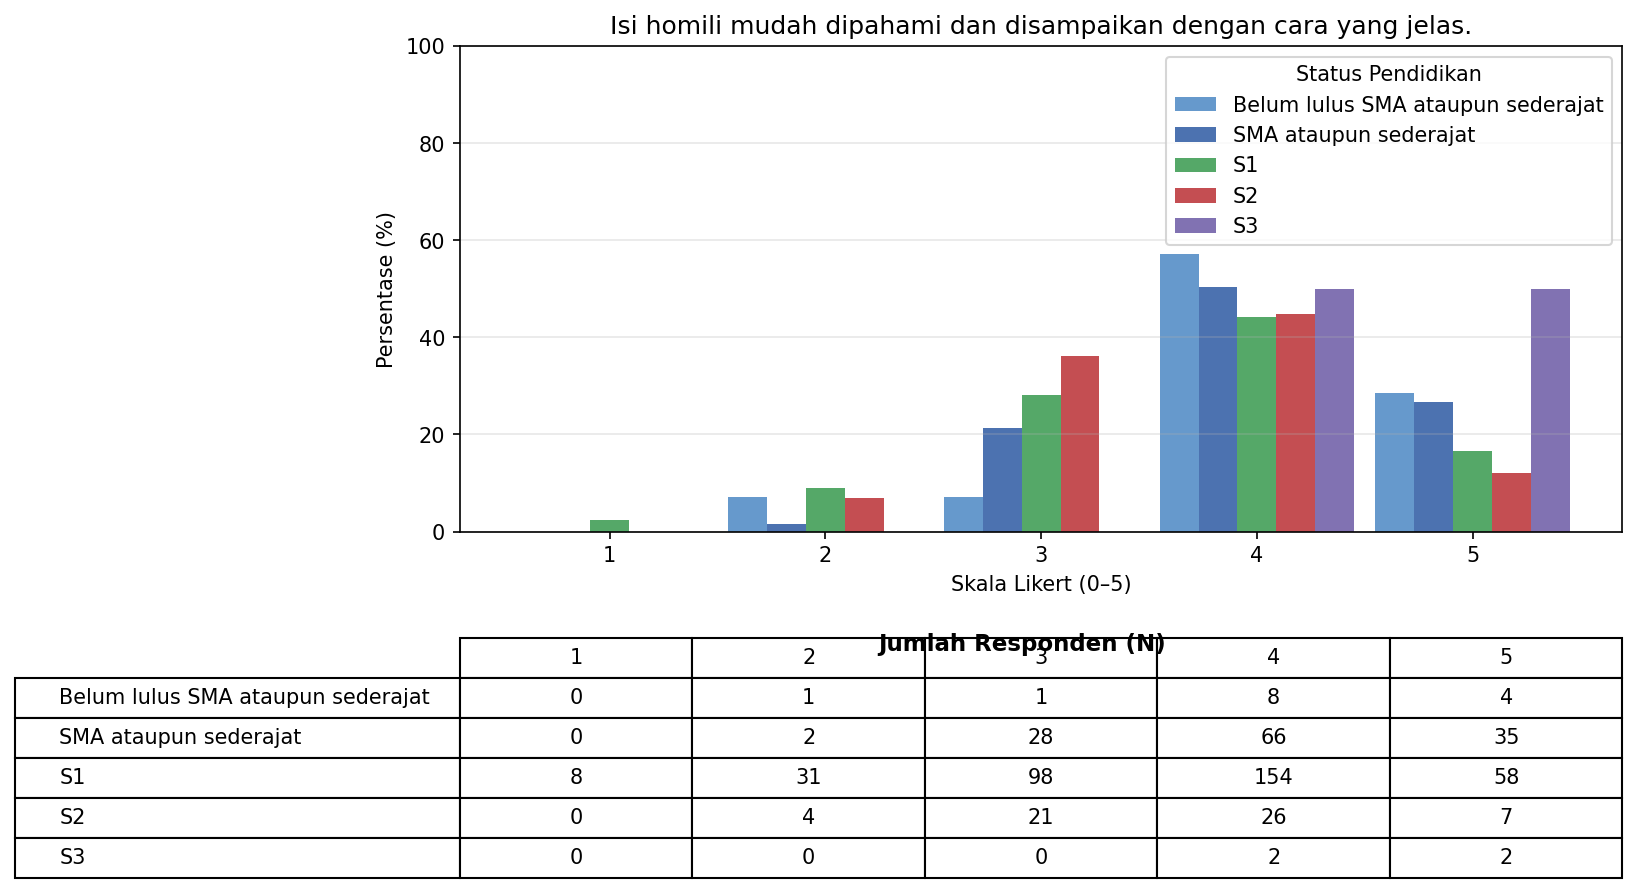 Isi homili mudah dipahami dan disampaikan dengan cara yang jelas.
100
80
60
40
20
0
Persentase (%)
Status Pendidikan
Belum lulus SMA ataupun sederajat
SMA ataupun sederajat
S1
S2
S3
1 2 3 4 5
Skala Likert (0–5)
Jumlah Responden (N)
1 2 3 4 5
Belum lulus SMA ataupun sederajat 0 1 1 8 4
SMA ataupun sederajat 0 2 28 66 35
S1 8 31 98 154 58
S2 0 4 21 26 7
S3 0 0 0 2 2